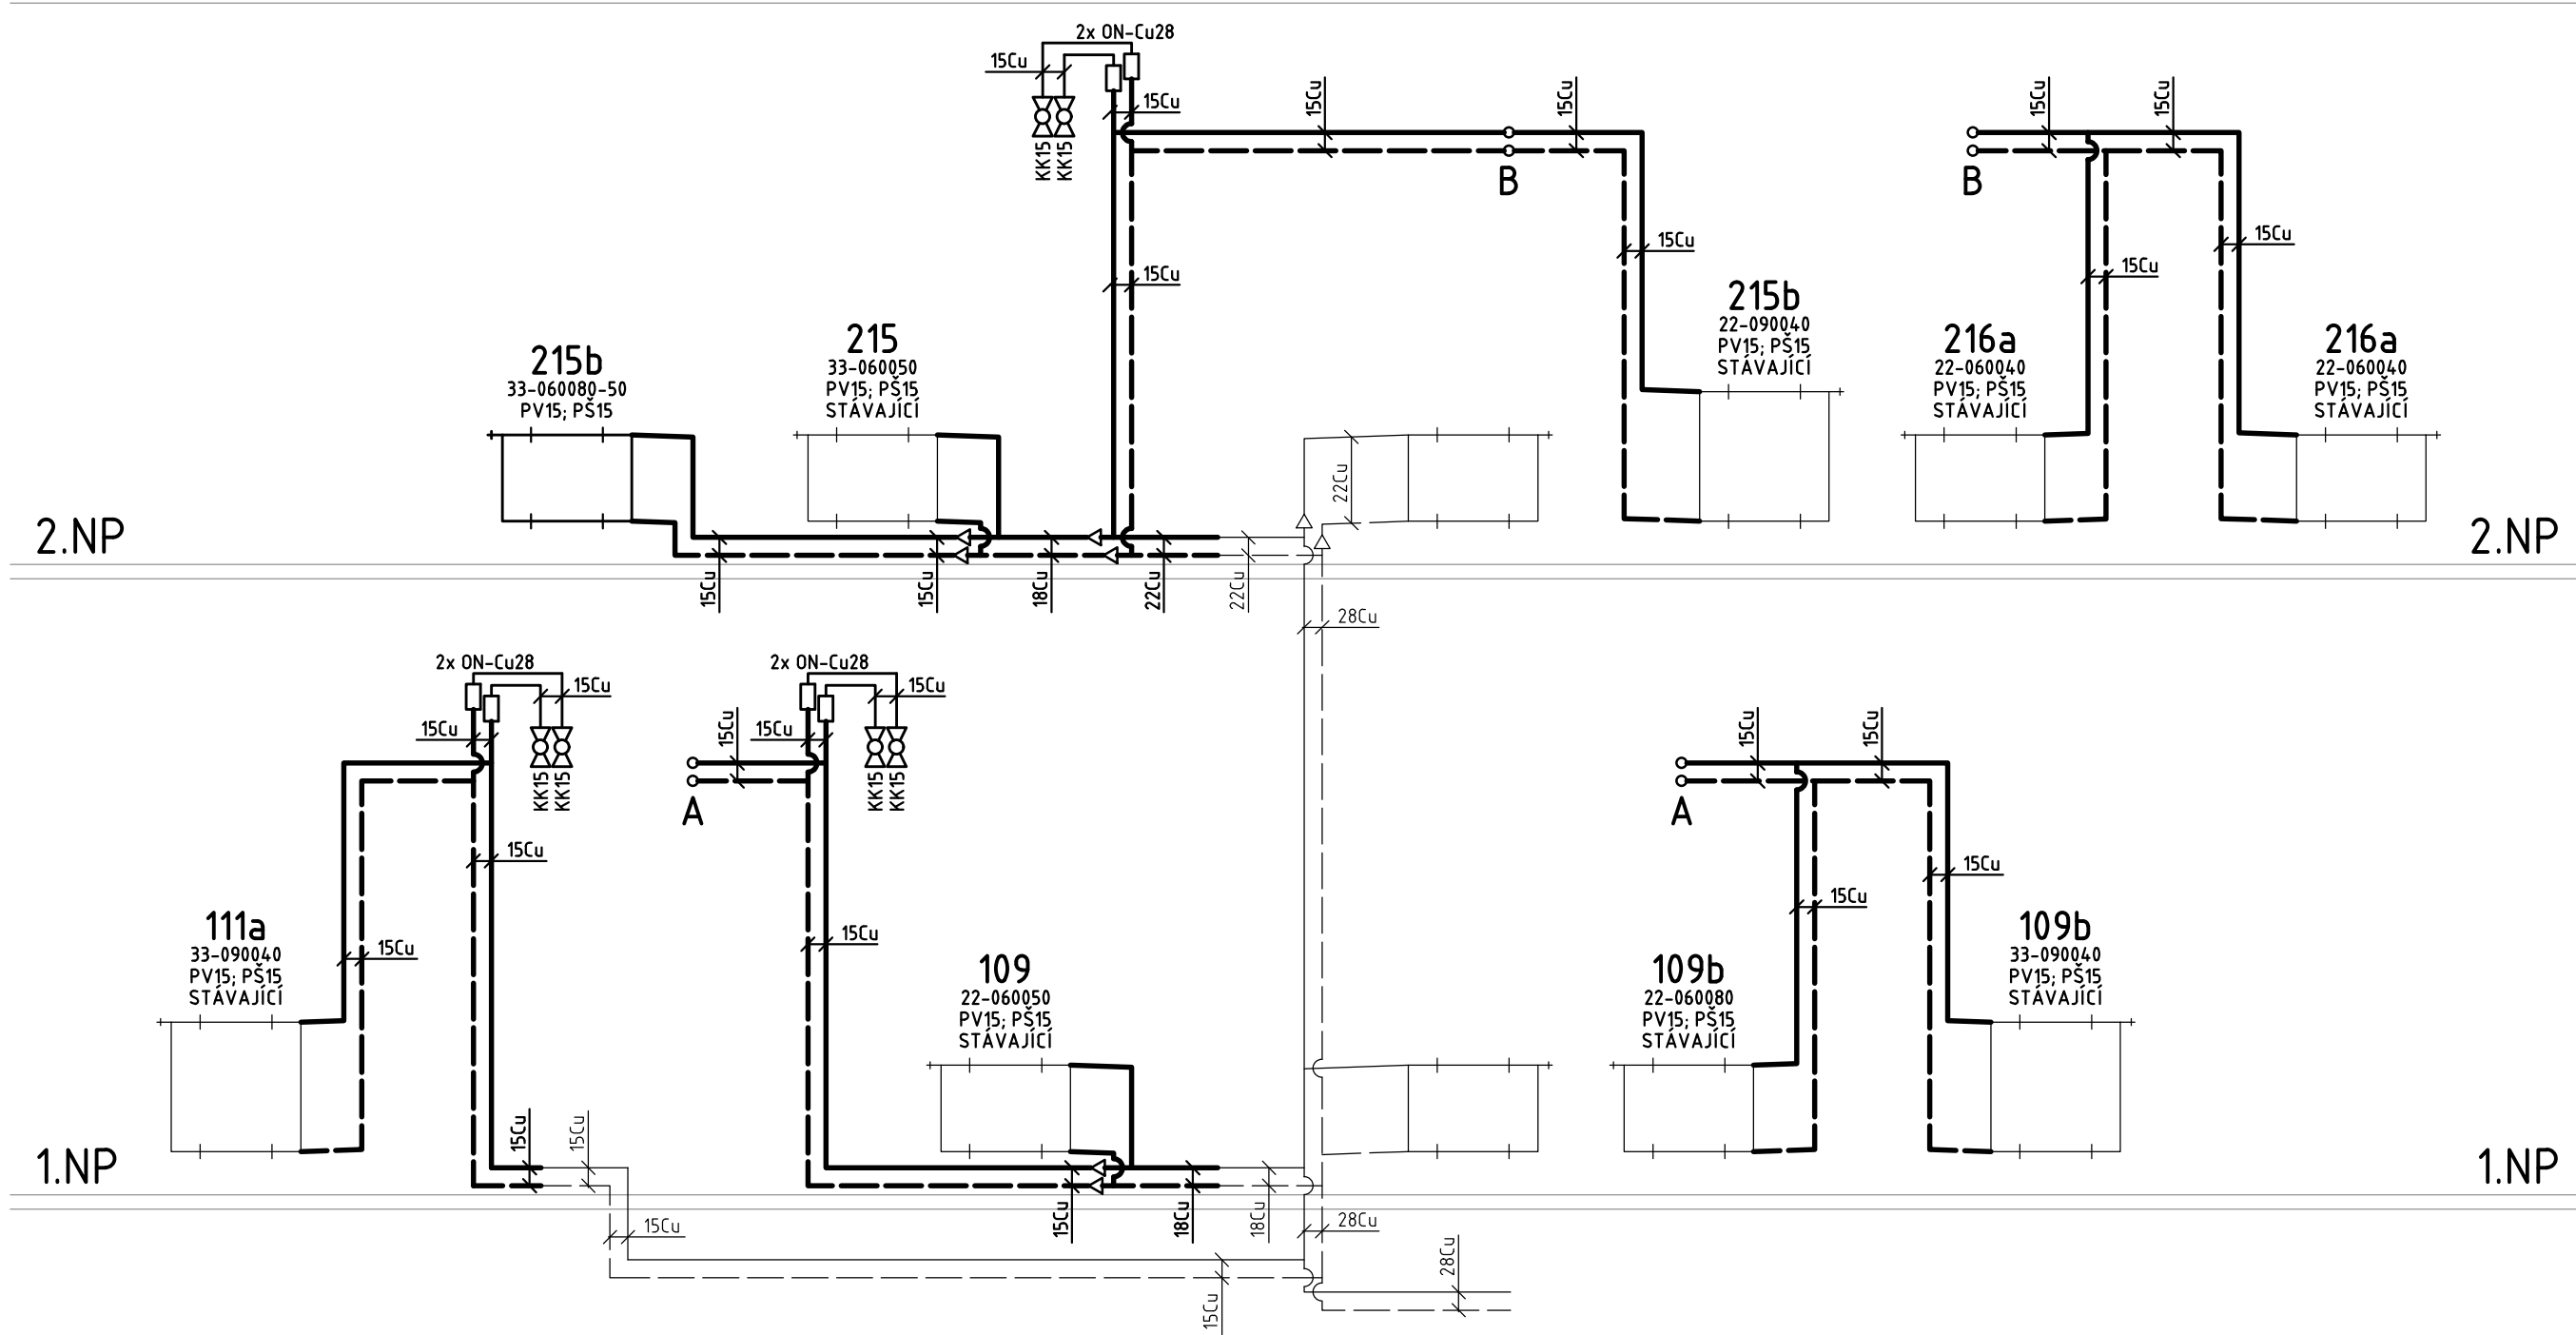 2x ON-Cu28
15Cu
15Cu
KK15
KK15
15Cu
15Cu
B
15Cu
15Cu
15Cu
15Cu
B
15Cu
15Cu
215b
33-060080-50
PV15; PŠ15
215
33-060050
PV15; PŠ15
STÁVAJÍCÍ
215b
22-090040
PV15; PŠ15
STÁVAJÍCÍ
216a
22-060040
PV15; PŠ15
STÁVAJÍCÍ
216a
22-060040
PV15; PŠ15
STÁVAJÍCÍ
22Cu
2.NP
2.NP
15Cu
15Cu
18Cu
22Cu
22Cu
28Cu
2x ON-Cu28
15Cu
15Cu
KK15
KK15
15Cu
2x ON-Cu28
15Cu
15Cu
15Cu
KK15
KK15
A
15Cu
15Cu
15Cu
A
15Cu
15Cu
111a
33-090040
PV15; PŠ15
STÁVAJÍCÍ
15Cu
109
22-060050
PV15; PŠ15
STÁVAJÍCÍ
109b
22-060080
PV15; PŠ15
STÁVAJÍCÍ
109b
33-090040
PV15; PŠ15
STÁVAJÍCÍ
1.NP
15Cu
15Cu
1.NP
15Cu
15Cu
18Cu
18Cu
28Cu
15Cu
28Cu